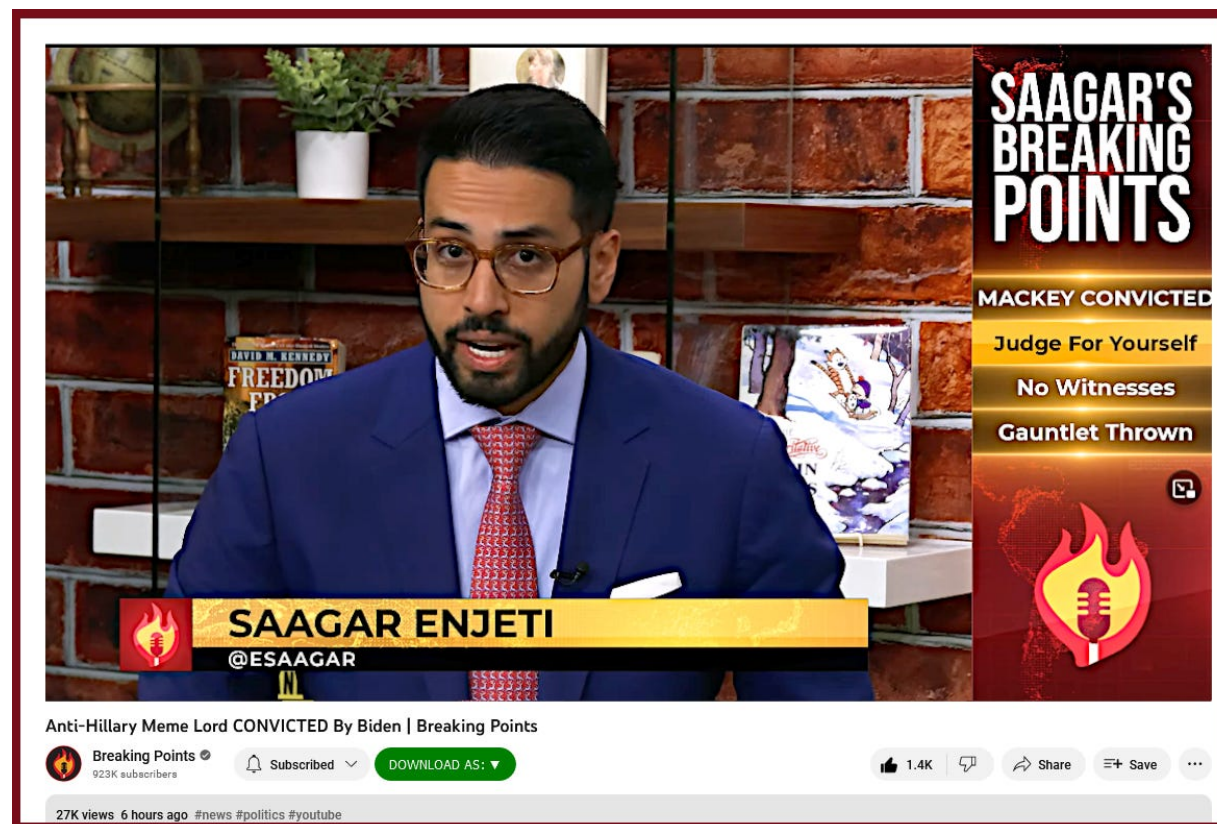 SAAGAR'S
BREAKING
POINTS
MACKEY CONVICTED
Judge For Yourself
No Witnesses
Gauntlet Thrown
DAVID M. KENNEDY
FREEDOM
SAAGAR ENJETI
@ESAAGAR
N
Anti-Hillary Meme Lord CONVICTED By Biden | Breaking Points
Breaking Points
923K subscribers
Subscribed
DOWNLOAD AS: ▼
1.4K
Share
Save
27K views 6 hours ago #news #politics #youtube